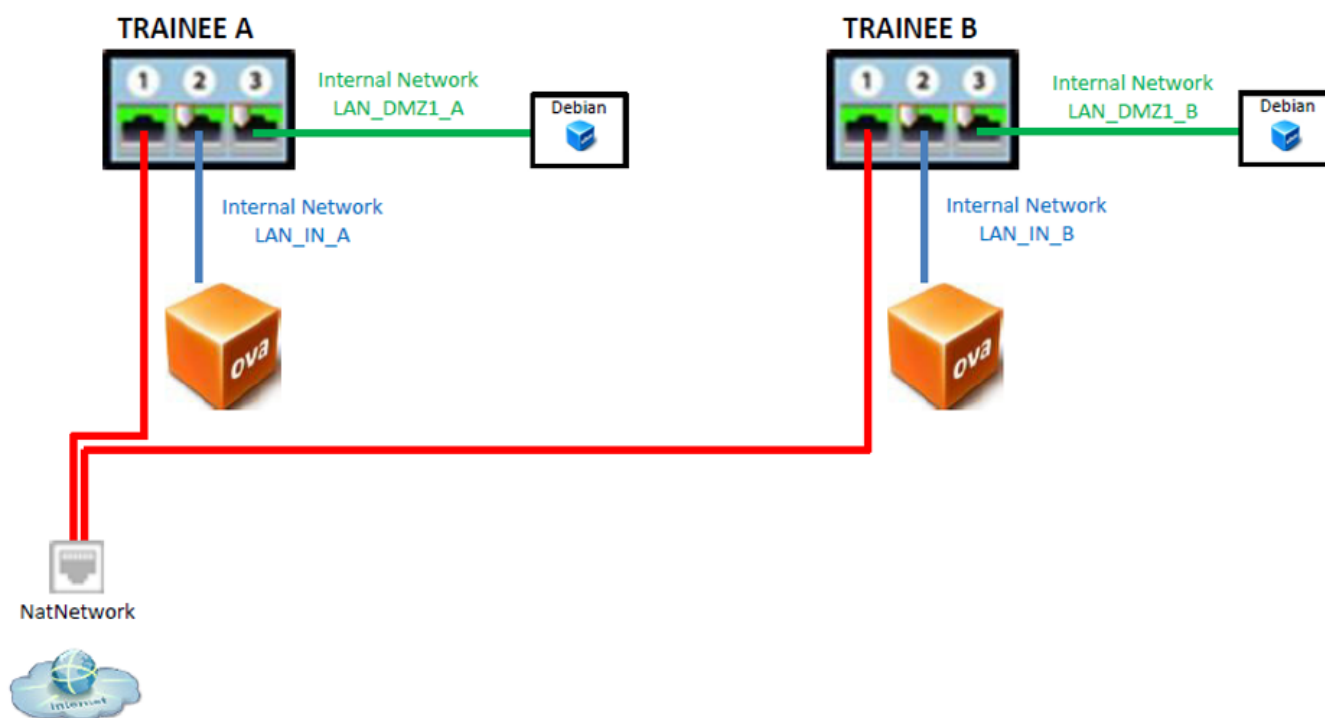 TRAINEE A
TRAINEE B
1 2 3
Internal Network
LAN_DMZ1_A
Debian
1 2 3
Internal Network
LAN_DMZ1_B
Debian
Internal Network
LAN_IN_A
Internal Network
LAN_IN_B
ova
ova
NatNetwork
internet